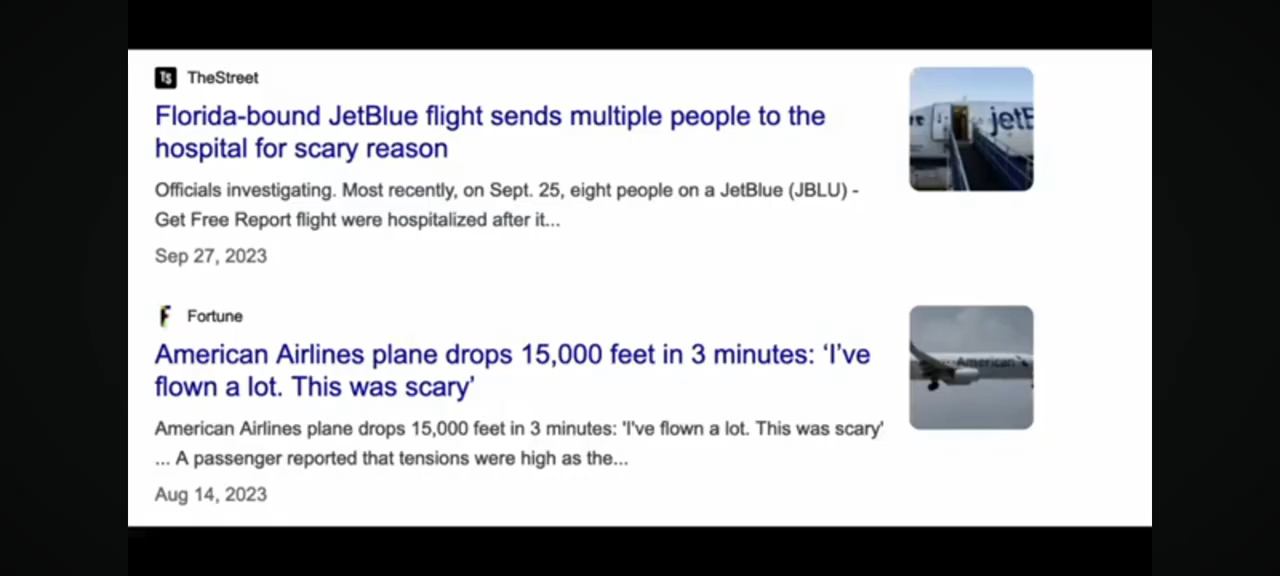 TS TheStreet
Florida-bound JetBlue flight sends multiple people to the
hospital for scary reason
Officials investigating. Most recently, on Sept. 25, eight people on a JetBlue (JBLU) -
Get Free Report flight were hospitalized after it...
Sep 27, 2023
jetB
F Fortune
American Airlines plane drops 15,000 feet in 3 minutes: ‘I’ve
flown a lot. This was scary’
American Airlines plane drops 15,000 feet in 3 minutes: 'I've flown a lot. This was scary'
... A passenger reported that tensions were high as the...
Aug 14, 2023
American